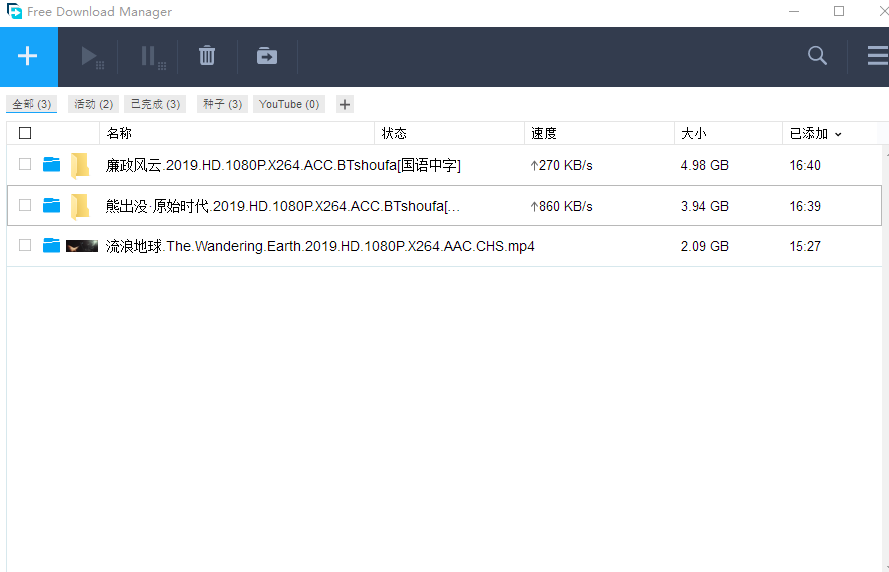 Free Download Manager
全部 (3) 活动 (2) 已完成 (3) 种子 (3) YouTube (0)
名称 状态 速度 大小 已添加
廉政风云.2019.HD.1080P.X264.ACC.BTshoufa[国语中字] ↑270 KB/s 4.98 GB 16:40
熊出没·原始时代.2019.HD.1080P.X264.ACC.BTshoufa[... ↑860 KB/s 3.94 GB 16:39
流浪地球.The.Wandering.Earth.2019.HD.1080P.X264.AAC.CHS.mp4 2.09 GB 15:27